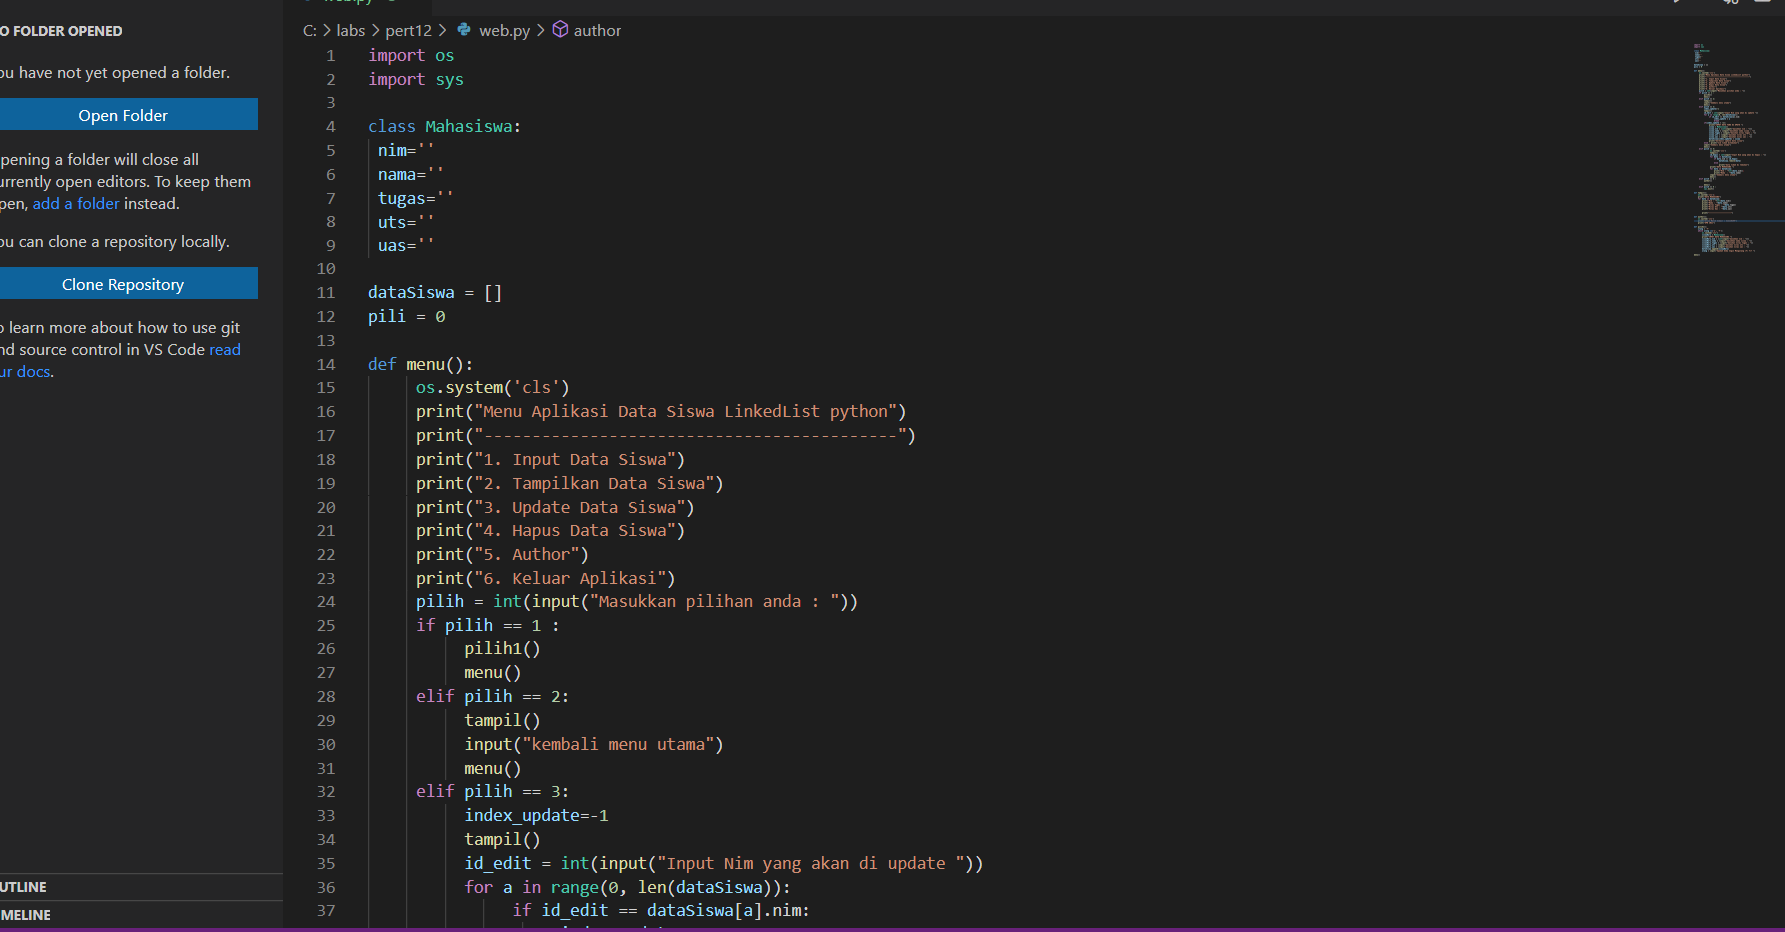 O FOLDER OPENED
ou have not yet opened a folder.
Open Folder
pening a folder will close all
urrently open editors. To keep them
pen, add a folder instead.
ou can clone a repository locally.
Clone Repository
o learn more about how to use git
nd source control in VS Code read
ur docs.
UTLINE
MELINE
C: > labs > pert12 > web.py > author
1 import os
2 import sys
3
4 class Mahasiswa:
5 nim=''
6 nama=''
7 tugas=''
8 uts=''
9 uas=''
10
11 dataSiswa = []
12 pili = 0
13
14 def menu():
15 os.system('cls')
16 print("Menu Aplikasi Data Siswa LinkedList python")
17 print("-------------------------------------------")
18 print("1. Input Data Siswa")
19 print("2. Tampilkan Data Siswa")
20 print("3. Update Data Siswa")
21 print("4. Hapus Data Siswa")
22 print("5. Author")
23 print("6. Keluar Aplikasi")
24 pilih = int(input("Masukkan pilihan anda : "))
25 if pilih == 1 :
26 pilih1()
27 menu()
28 elif pilih == 2:
29 tampil()
30 input("kembali menu utama")
31 menu()
32 elif pilih == 3:
33 index_update=-1
34 tampil()
35 id_edit = int(input("Input Nim yang akan di update "))
36 for a in range(0, len(dataSiswa)):
37 if id_edit == dataSiswa[a].nim: